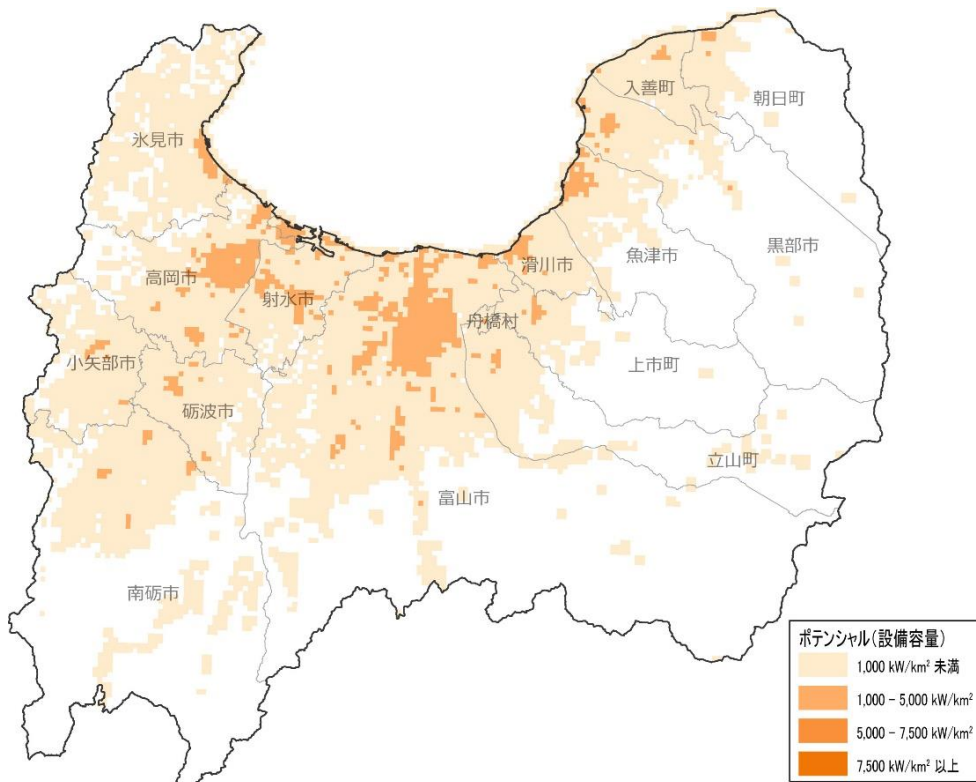 入善町
朝日町
氷見市
魚津市
黒部市
滑川市
高岡市
射水市
舟橋村
小矢部市
上市町
砺波市
立山町
富山市
南砺市
ポテンシャル(設備容量)
1,000 kW/km² 未満
1,000 – 5,000 kW/km²
5,000 – 7,500 kW/km²
7,500 kW/km² 以上